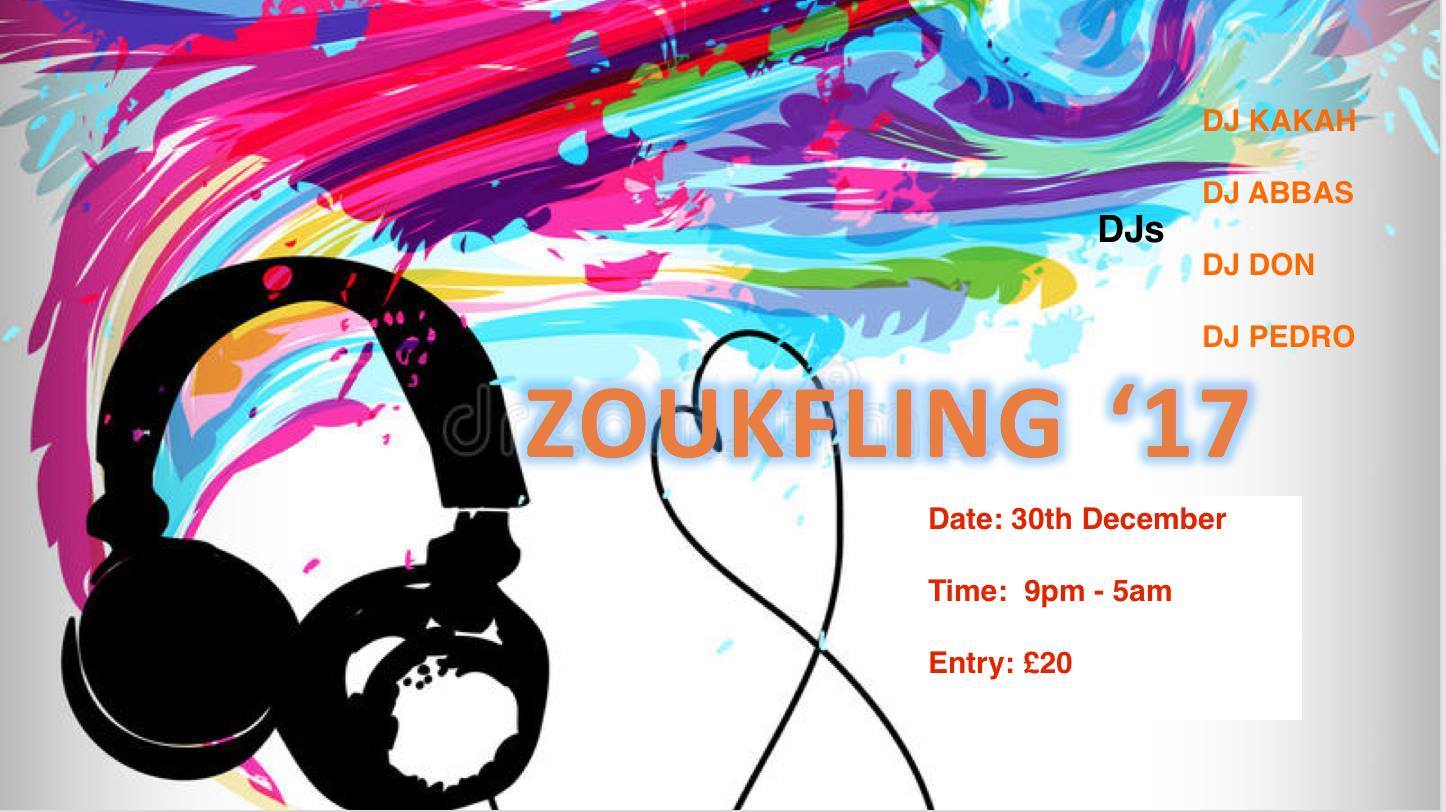 DJ KAKAH
DJ ABBAS
DJs
DJ DON
DJ PEDRO
ZOUKFLING ‘17
Date: 30th December
Time: 9pm - 5am
Entry: £20